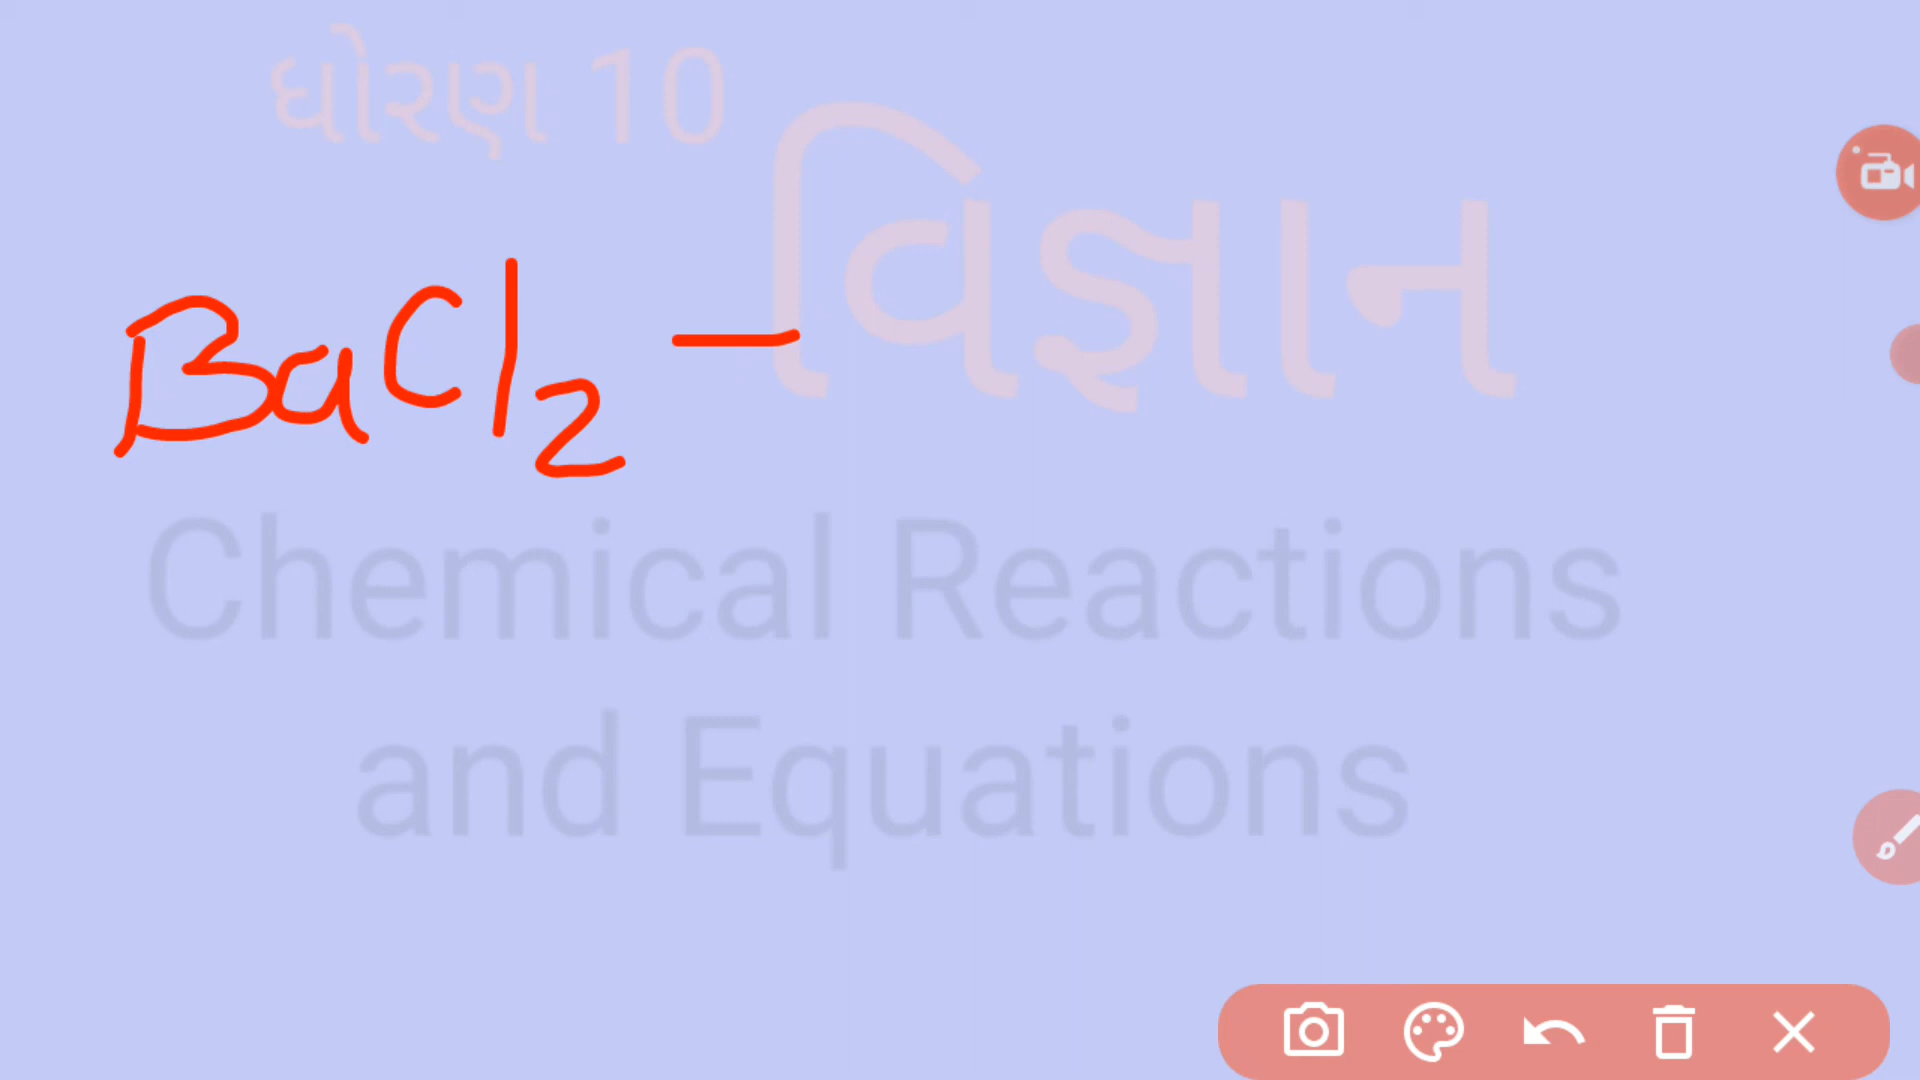 ધોરણ 10
વિજ્ઞાન
BaCl₂ –
Chemical Reactions
and Equations